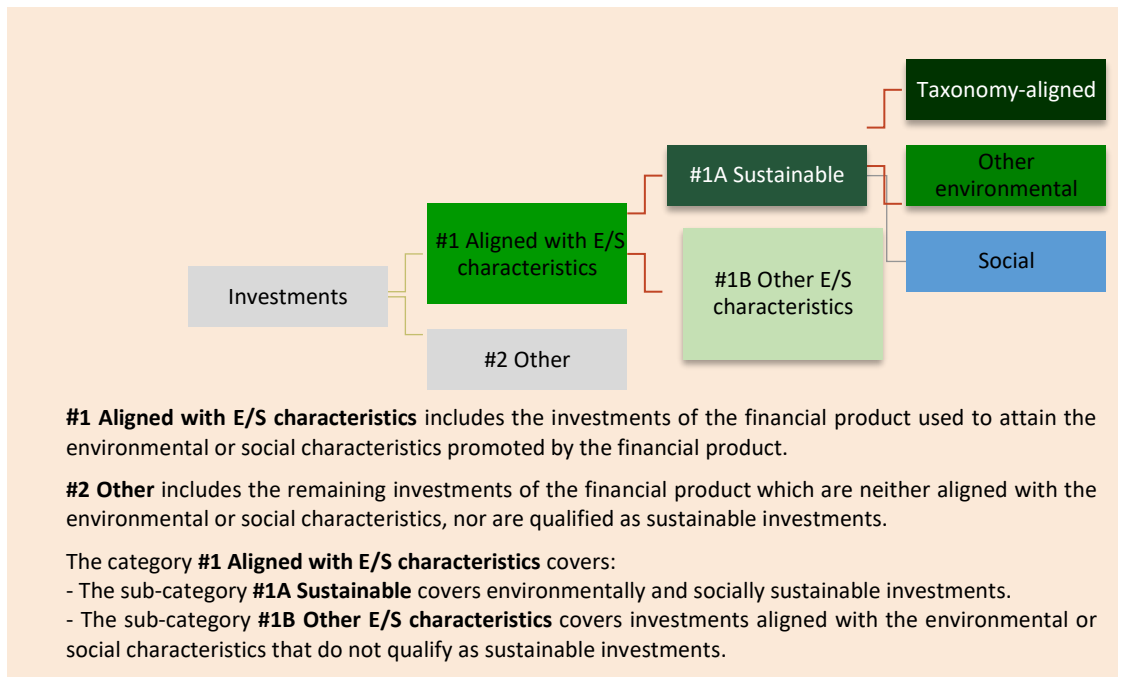 Taxonomy-aligned
#1A Sustainable
Other
environmental
#1 Aligned with E/S
characteristics
Social
#1B Other E/S
characteristics
Investments
#2 Other
#1 Aligned with E/S characteristics includes the investments of the financial product used to attain the
environmental or social characteristics promoted by the financial product.
#2 Other includes the remaining investments of the financial product which are neither aligned with the
environmental or social characteristics, nor are qualified as sustainable investments.
The category #1 Aligned with E/S characteristics covers:
- The sub-category #1A Sustainable covers environmentally and socially sustainable investments.
- The sub-category #1B Other E/S characteristics covers investments aligned with the environmental or
social characteristics that do not qualify as sustainable investments.